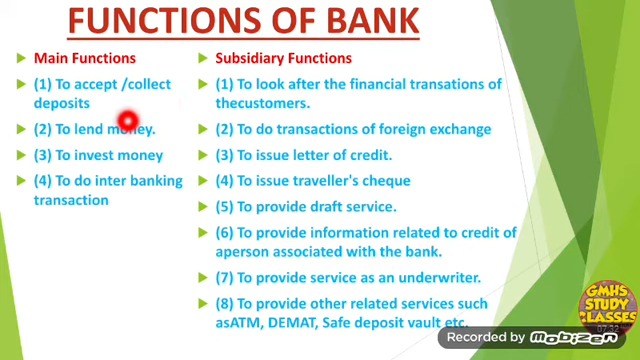 FUNCTIONS OF BANK
Main Functions
(1) To accept /collect
deposits
(2) To lend money.
(3) To invest money
(4) To do inter banking
transaction
Subsidiary Functions
(1) To look after the financial transations of
thecustomers.
(2) To do transactions of foreign exchange
(3) To issue letter of credit.
(4) To issue traveller's cheque
(5) To provide draft service.
(6) To provide information related to credit of
aperson associated with the bank.
(7) To provide service as an underwriter.
(8) To provide other related services such
asATM, DEMAT, Safe deposit vault etc.
GMHS
STUDY
CLASSES
07:32
Recorded by mobizen